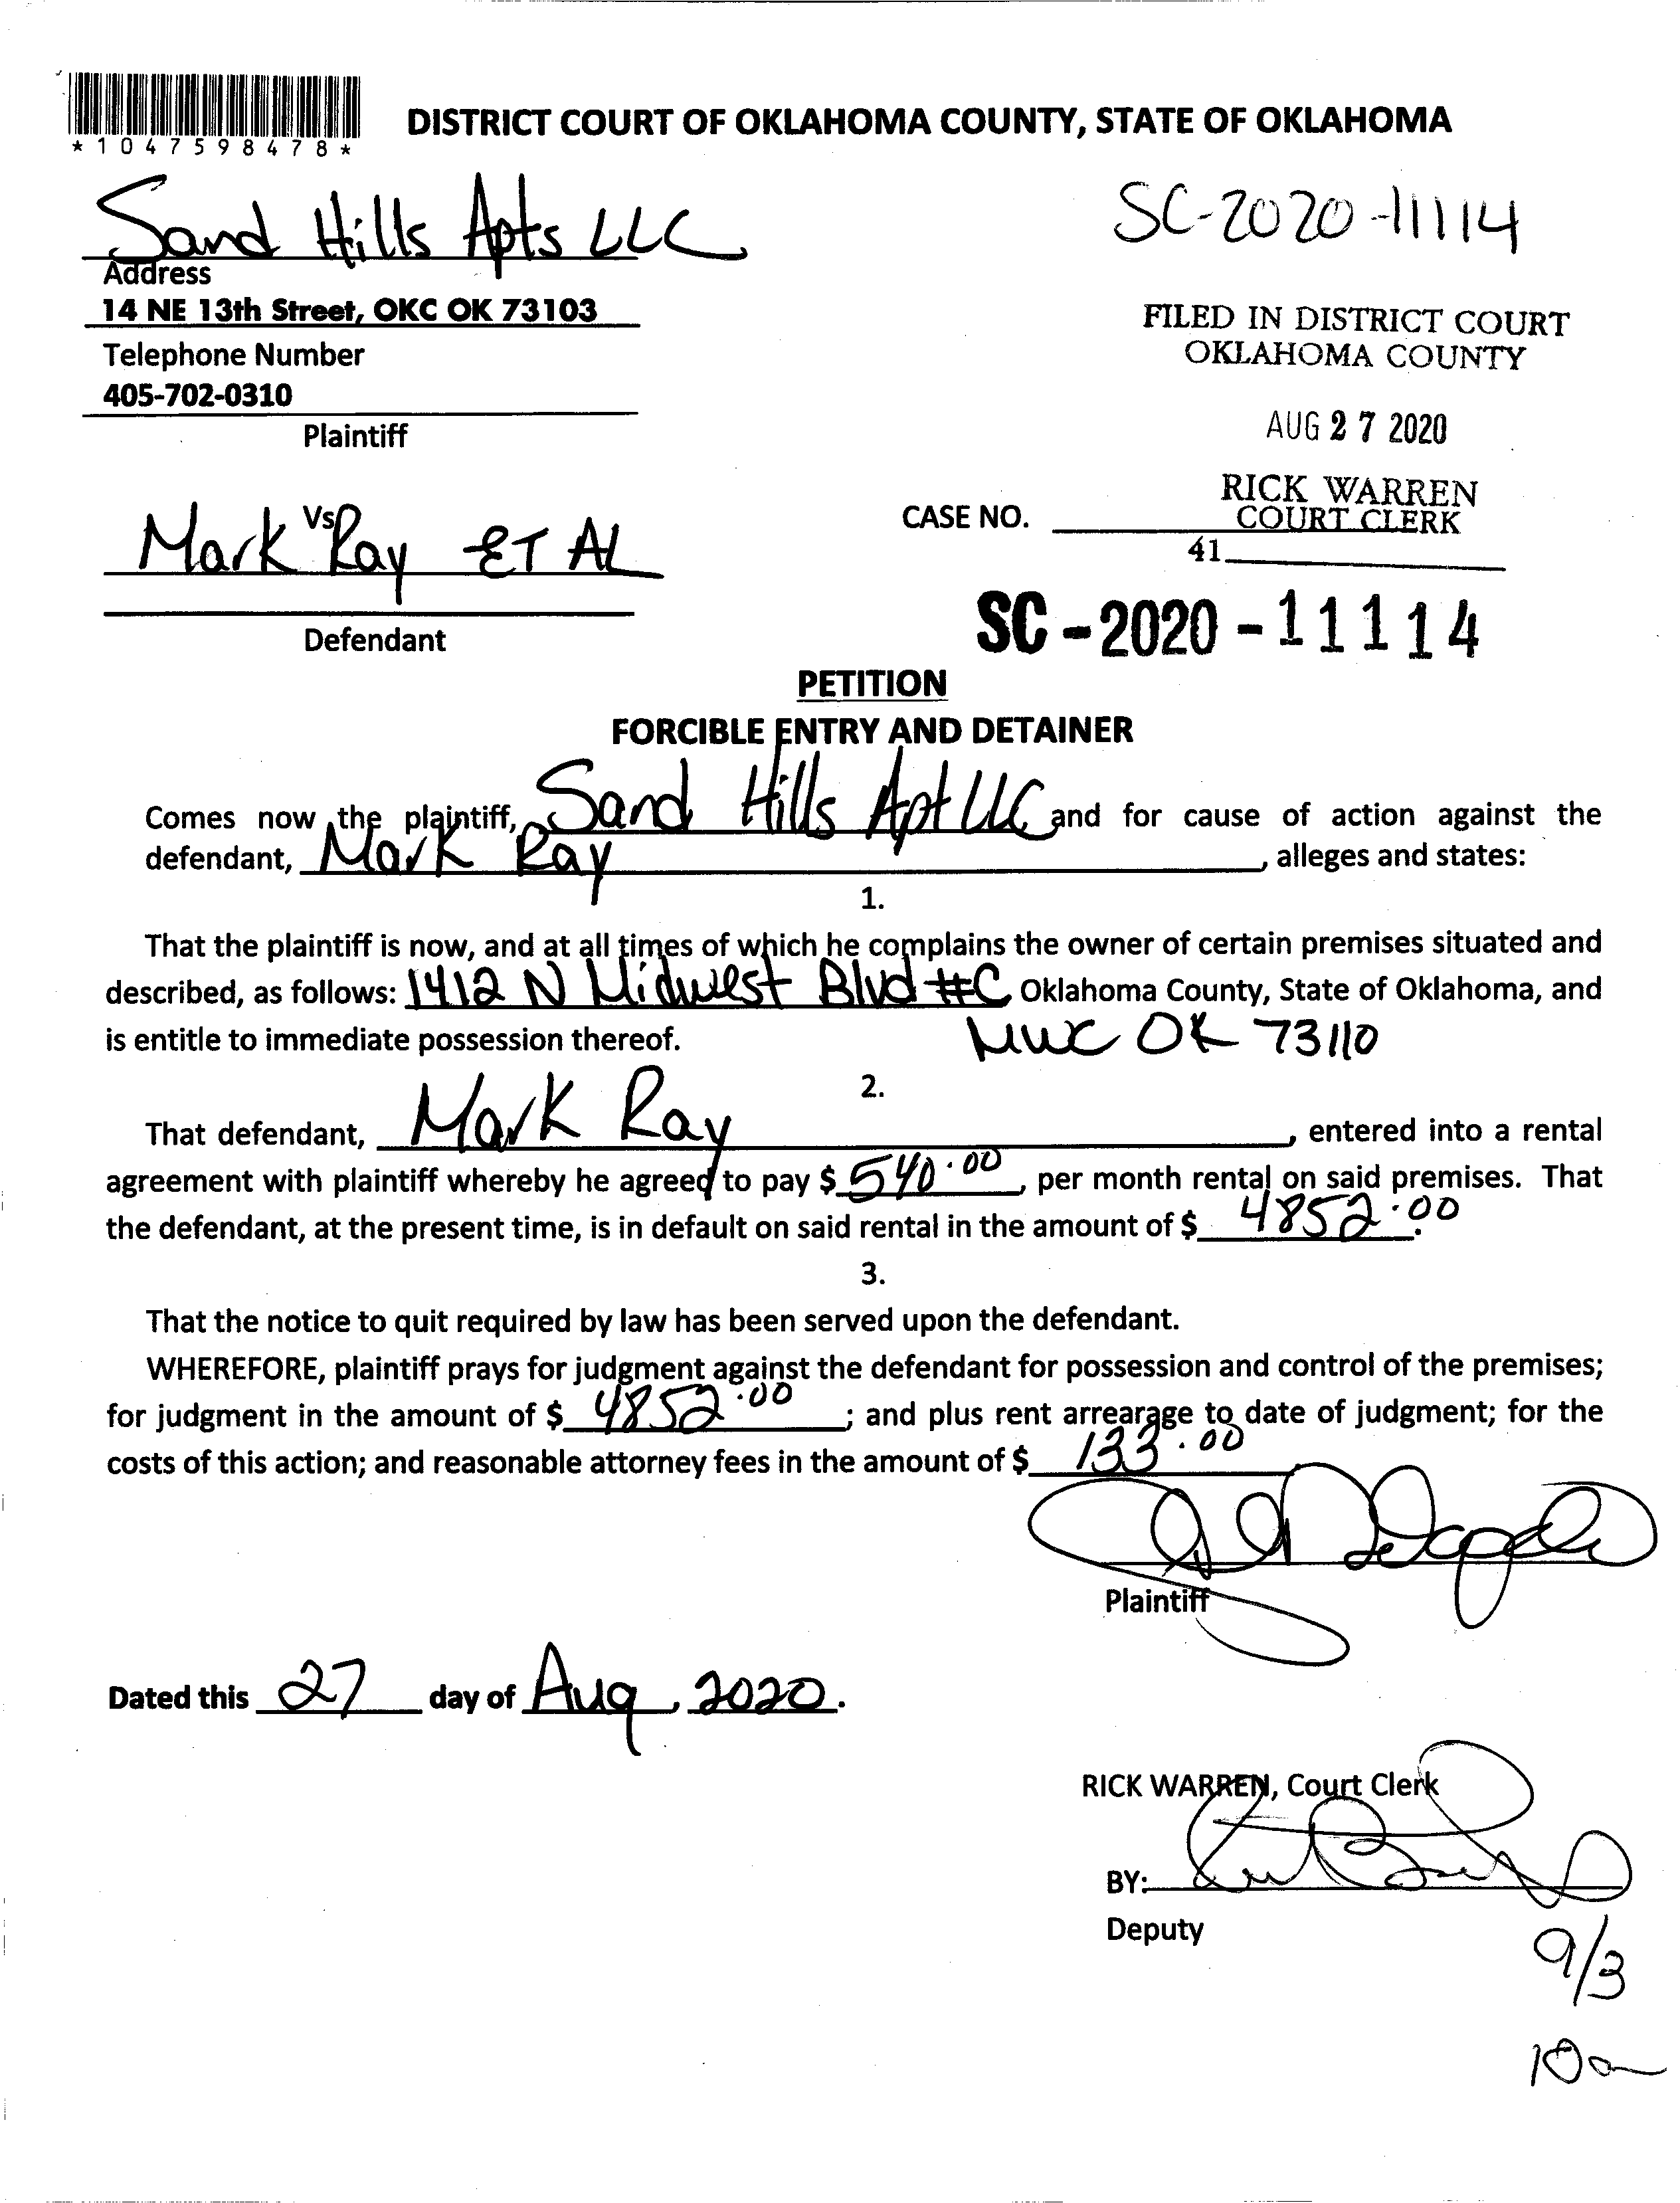 *1047598478*
DISTRICT COURT OF OKLAHOMA COUNTY, STATE OF OKLAHOMA
Sand Hills Apts LLC
SC-2020-11114
Address
14 NE 13th Street, OKC OK 73103
Telephone Number
405-702-0310
Plaintiff
FILED IN DISTRICT COURT
OKLAHOMA COUNTY
AUG 27 2020
RICK WARREN
COURT CLERK
41
Vs
Mark Ray ET AL
CASE NO.
Defendant
SC-2020-11114
PETITION
FORCIBLE ENTRY AND DETAINER
Comes now the plaintiff, Sand Hills Apt LLC and for cause of action against the
defendant, Mark Ray, alleges and states:
1.
That the plaintiff is now, and at all times of which he complains the owner of certain premises situated and
described, as follows: 1412 N Midwest Blvd #C Oklahoma County, State of Oklahoma, and
is entitle to immediate possession thereof. MWC OK 73110
2.
That defendant, Mark Ray, entered into a rental
agreement with plaintiff whereby he agreed to pay $ 540.00, per month rental on said premises. That
the defendant, at the present time, is in default on said rental in the amount of $ 4852.00.
3.
That the notice to quit required by law has been served upon the defendant.
WHEREFORE, plaintiff prays for judgment against the defendant for possession and control of the premises;
for judgment in the amount of $ 4852.00; and plus rent arrearage to date of judgment; for the
costs of this action; and reasonable attorney fees in the amount of $ 133.00
Plaintiff
Dated this 27 day of Aug, 2020.
RICK WARREN, Court Clerk
BY:
Deputy
9/3
10a